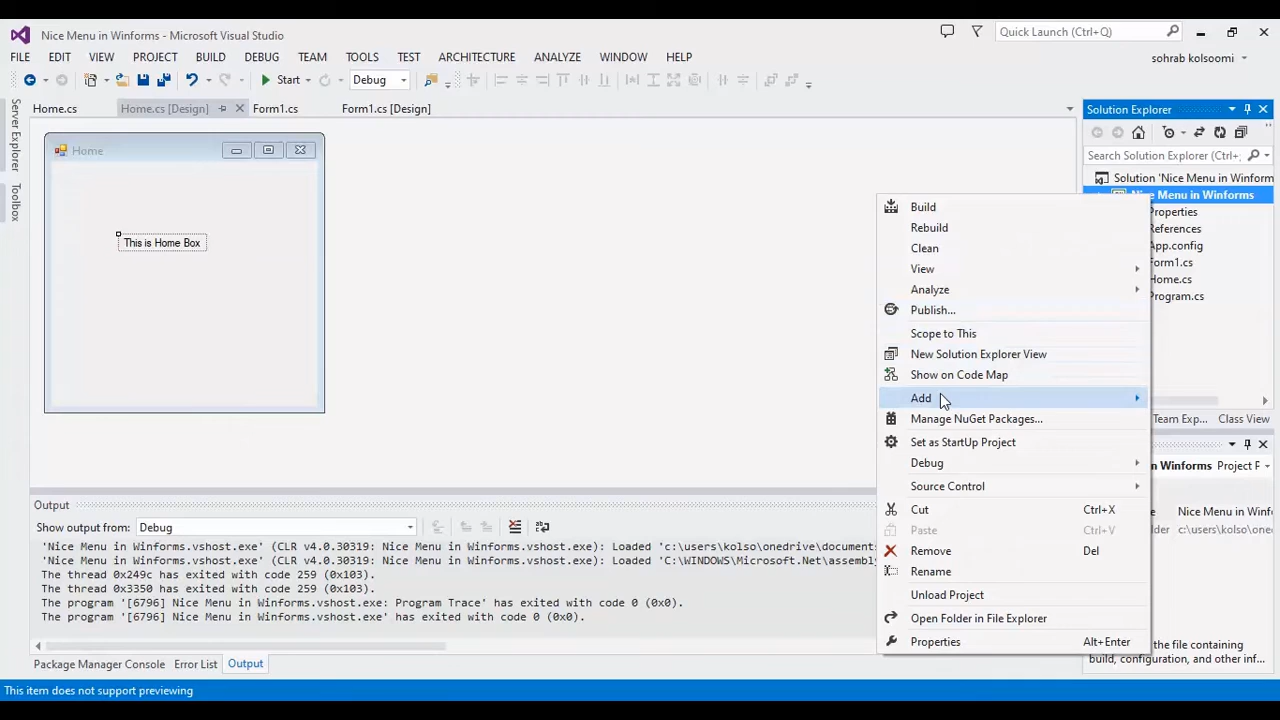 Nice Menu in Winforms - Microsoft Visual Studio
Quick Launch (Ctrl+Q)
FILE EDIT VIEW PROJECT BUILD DEBUG TEAM TOOLS TEST ARCHITECTURE ANALYZE WINDOW HELP
sohrab kolsoomi
Start Debug
Home.cs Home.cs [Design] Form1.cs Form1.cs [Design]
Server Explorer
Toolbox
Home
This is Home Box
Solution Explorer
Search Solution Explorer (Ctrl+;
Solution 'Nice Menu in Winform
Nice Menu in Winforms
Properties
References
App.config
Form1.cs
Home.cs
Program.cs
Build
Rebuild
Clean
View
Analyze
Publish...
Scope to This
New Solution Explorer View
Show on Code Map
Add
Manage NuGet Packages...
Set as StartUp Project
Debug
Source Control
Cut Ctrl+X
Paste Ctrl+V
Remove Del
Rename
Unload Project
Open Folder in File Explorer
Properties Alt+Enter
Team Exp... Class View
n Winforms Project P
Nice Menu in Winf
lder c:\users\kolso\o
the file containing
build, configuration, and other inf...
Output
Show output from: Debug
'Nice Menu in Winforms.vshost.exe' (CLR v4.0.30319: Nice Menu in Winforms.vshost.exe): Loaded 'c:\users\kolso\onedrive\document
'Nice Menu in Winforms.vshost.exe' (CLR v4.0.30319: Nice Menu in Winforms.vshost.exe): Loaded 'C:\WINDOWS\Microsoft.Net\assembly
The thread 0x249c has exited with code 259 (0x103).
The thread 0x3350 has exited with code 259 (0x103).
The program '[6796] Nice Menu in Winforms.vshost.exe: Program Trace' has exited with code 0 (0x0).
The program '[6796] Nice Menu in Winforms.vshost.exe' has exited with code 0 (0x0).
Package Manager Console Error List Output
This item does not support previewing